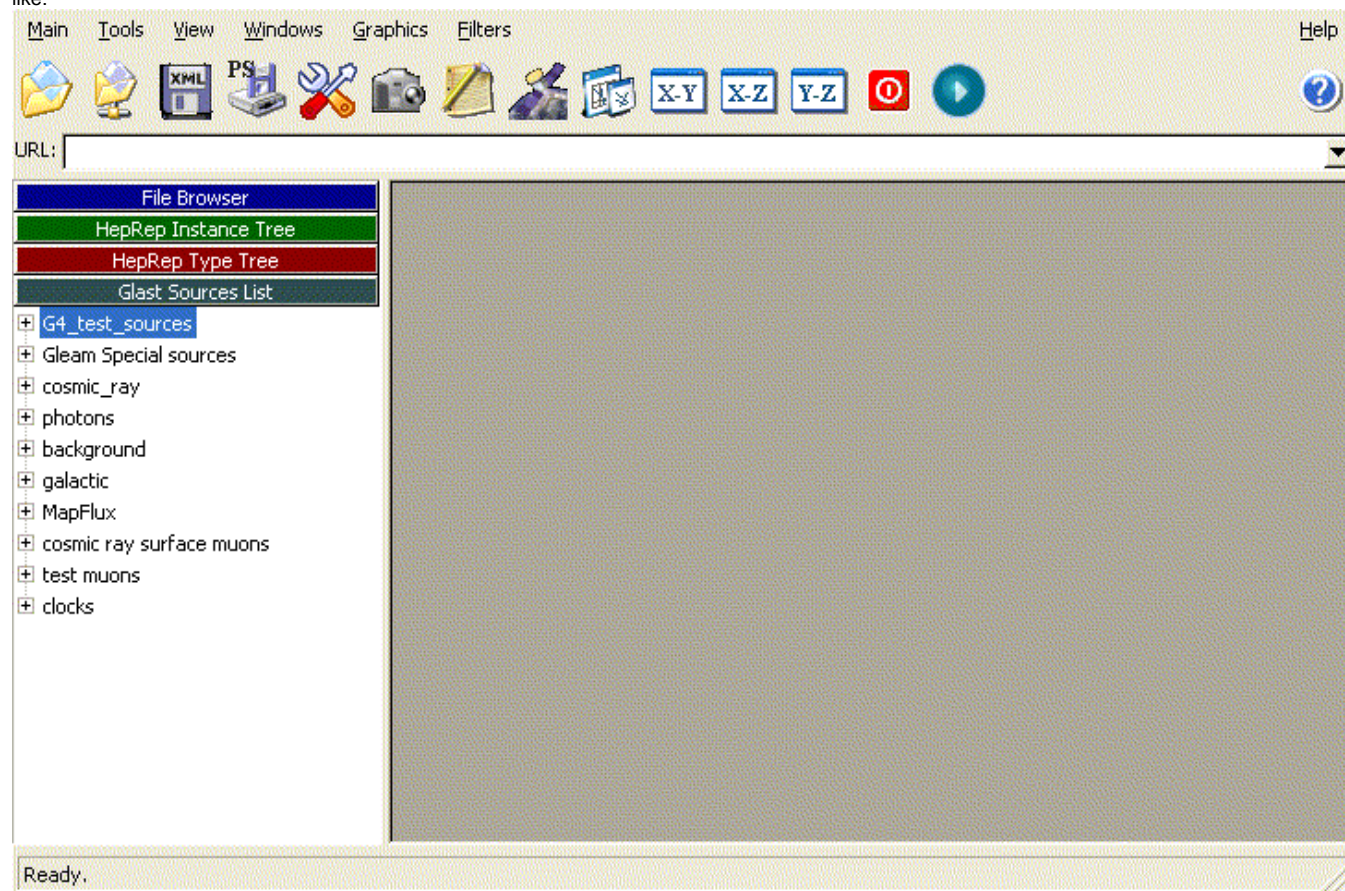 like:
Main Tools View Windows Graphics Filters Help
XML PS X-Y X-Z Y-Z ?
URL:
File Browser
HepRep Instance Tree
HepRep Type Tree
Glast Sources List
G4_test_sources
Gleam Special sources
cosmic_ray
photons
background
galactic
MapFlux
cosmic ray surface muons
test muons
clocks
Ready.